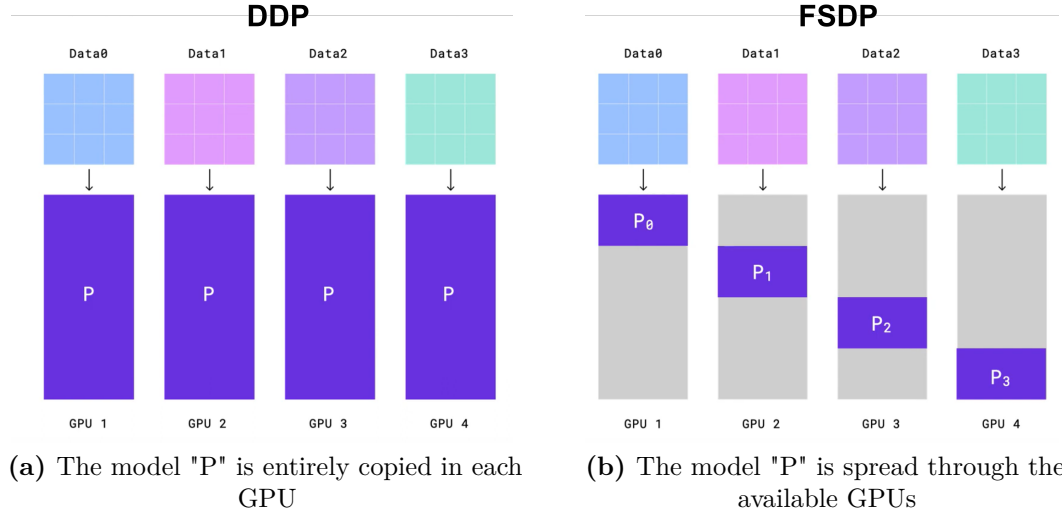 DDP
Data0 Data1 Data2 Data3
P P P P
GPU 1 GPU 2 GPU 3 GPU 4
(a) The model "P" is entirely copied in each
GPU
FSDP
Data0 Data1 Data2 Data3
P₀
P₁
P₂
P₃
GPU 1 GPU 2 GPU 3 GPU 4
(b) The model "P" is spread through the
available GPUs